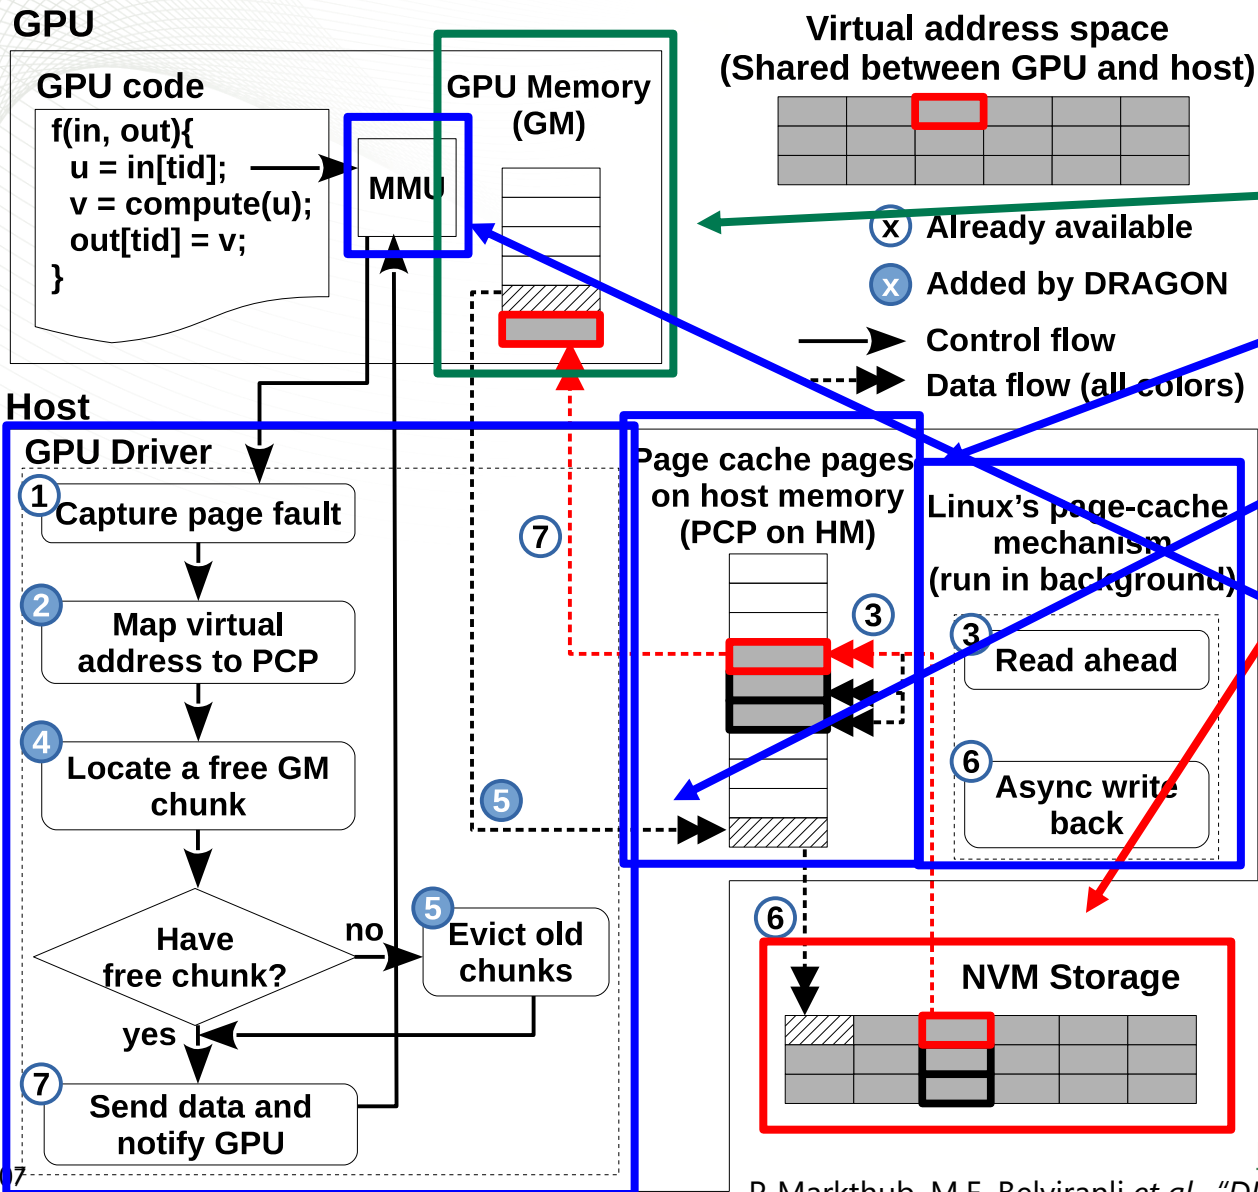 GPU
Virtual address space
(Shared between GPU and host)
GPU code
f(in, out){
u = in[tid];
v = compute(u);
out[tid] = v;
}
MMU
GPU Memory
(GM)
x Already available
x Added by DRAGON
Control flow
Data flow (all colors)
Host
GPU Driver
1
Capture page fault
2
Map virtual
address to PCP
4
Locate a free GM
chunk
Have
free chunk?
no
yes
5
Evict old
chunks
7
Send data and
notify GPU
7
5
Page cache pages
on host memory
(PCP on HM)
3
Linux's page-cache
mechanism
(run in background)
3
Read ahead
6
Async write
back
6
NVM Storage
07
P. Markthub, M.E. Belviranli et al.